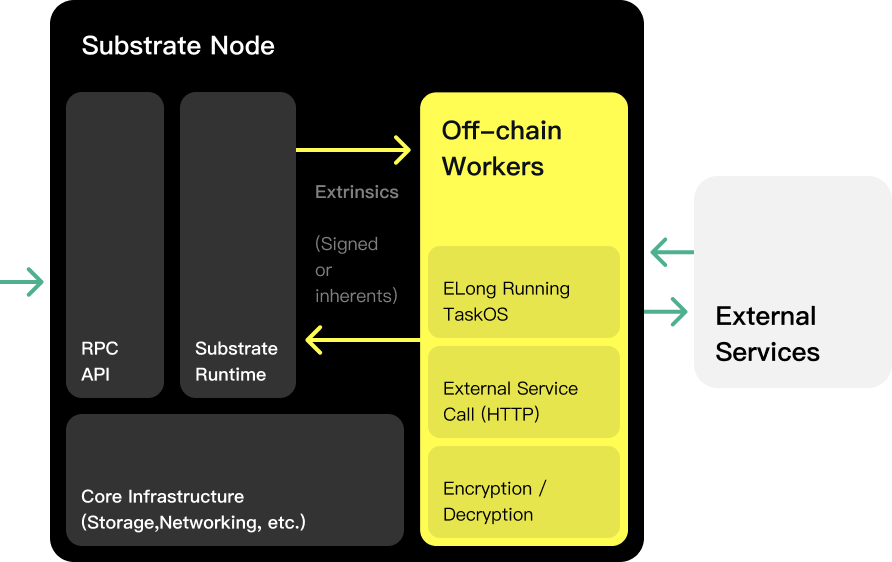 Substrate Node
RPC
API
Substrate
Runtime
Extrinsics
(Signed
or
inherents)
Core Infrastructure
(Storage,Networking, etc.)
Off–chain
Workers
ELong Running
TaskOS
External Service
Call (HTTP)
Encryption /
Decryption
External
Services